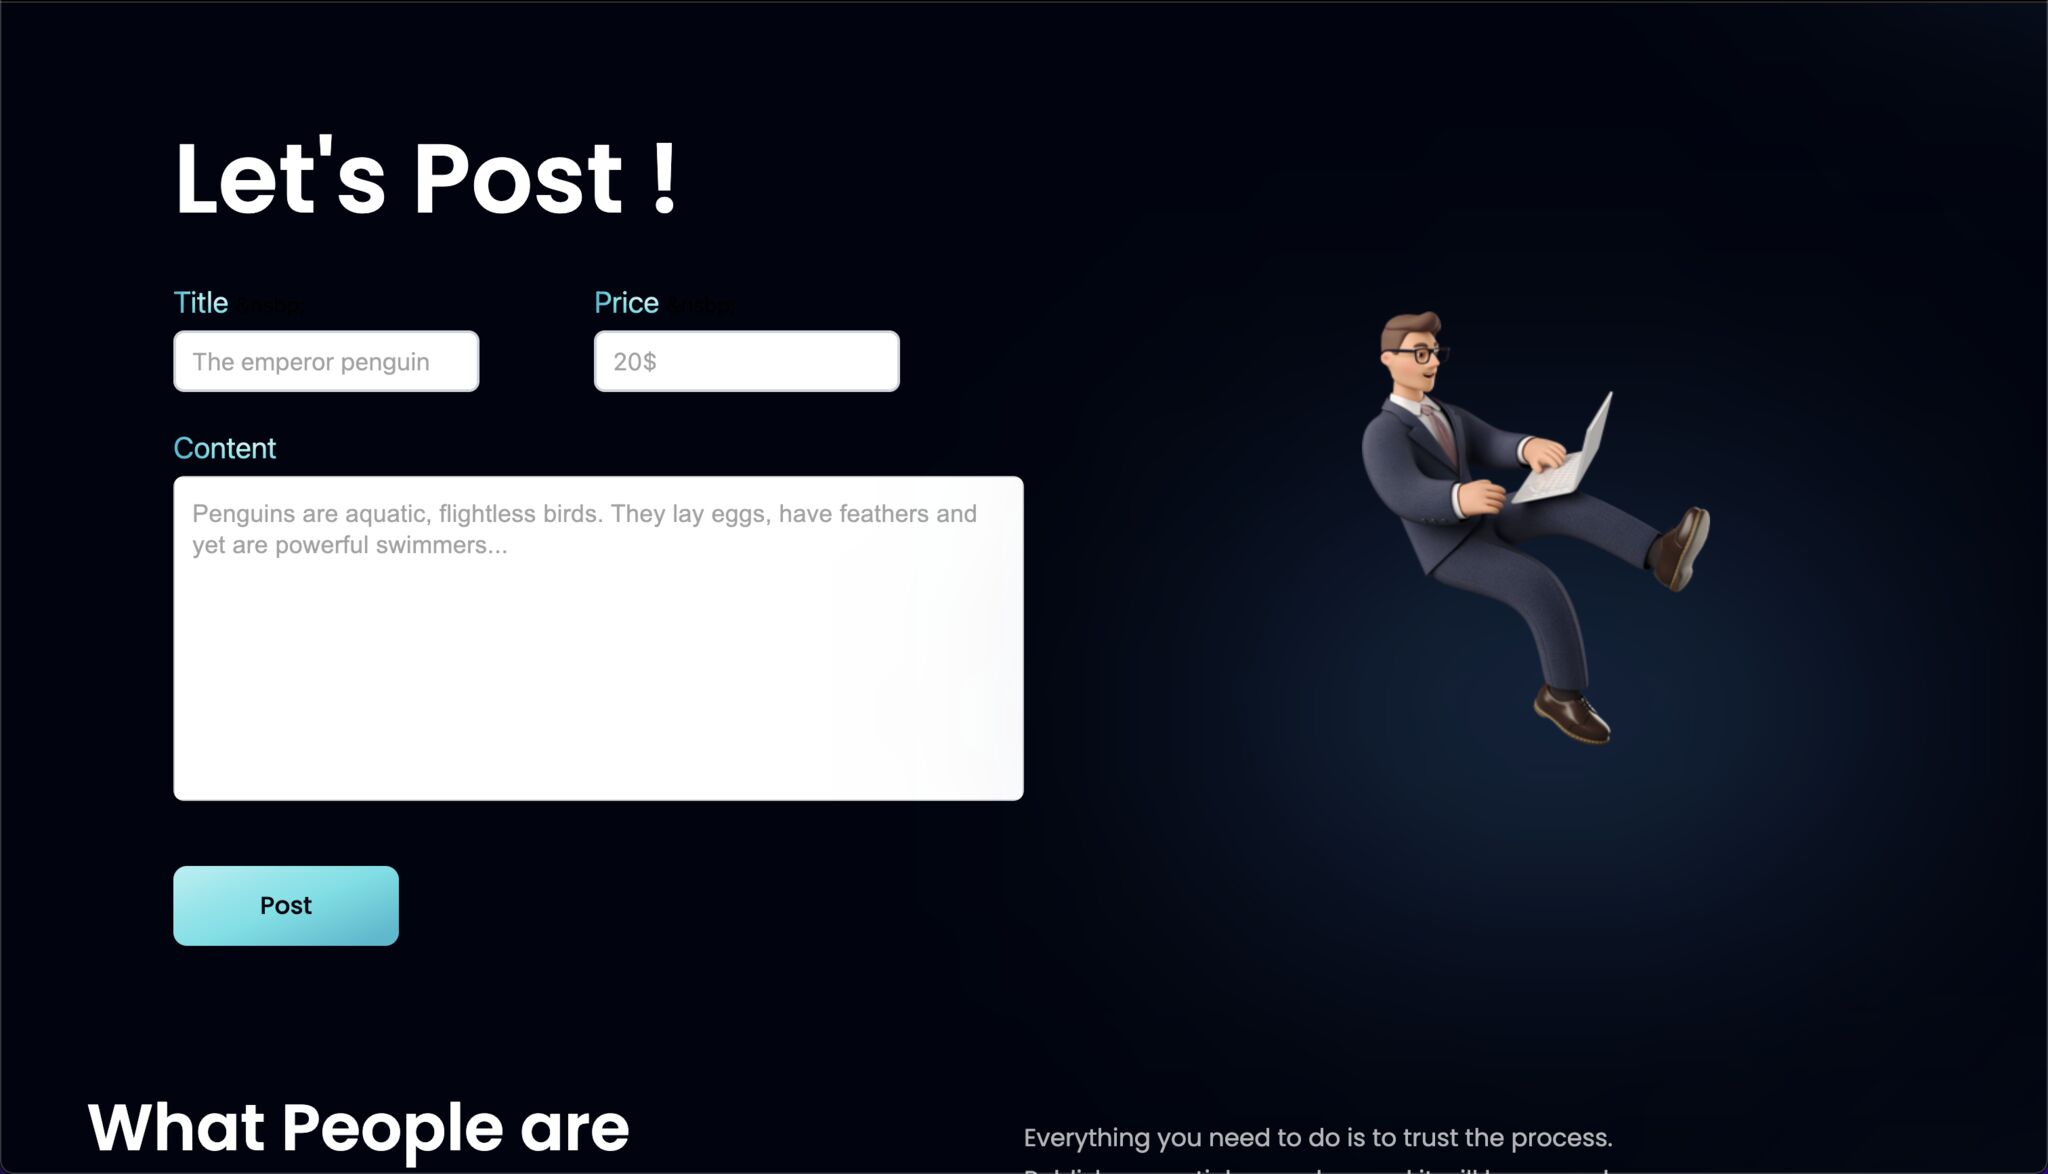 Let's Post !
Title &nsbp; Price &nsbp;
The emperor penguin 20$
Content
Penguins are aquatic, flightless birds. They lay eggs, have feathers and
yet are powerful swimmers...
Post
What People are
Everything you need to do is to trust the process.